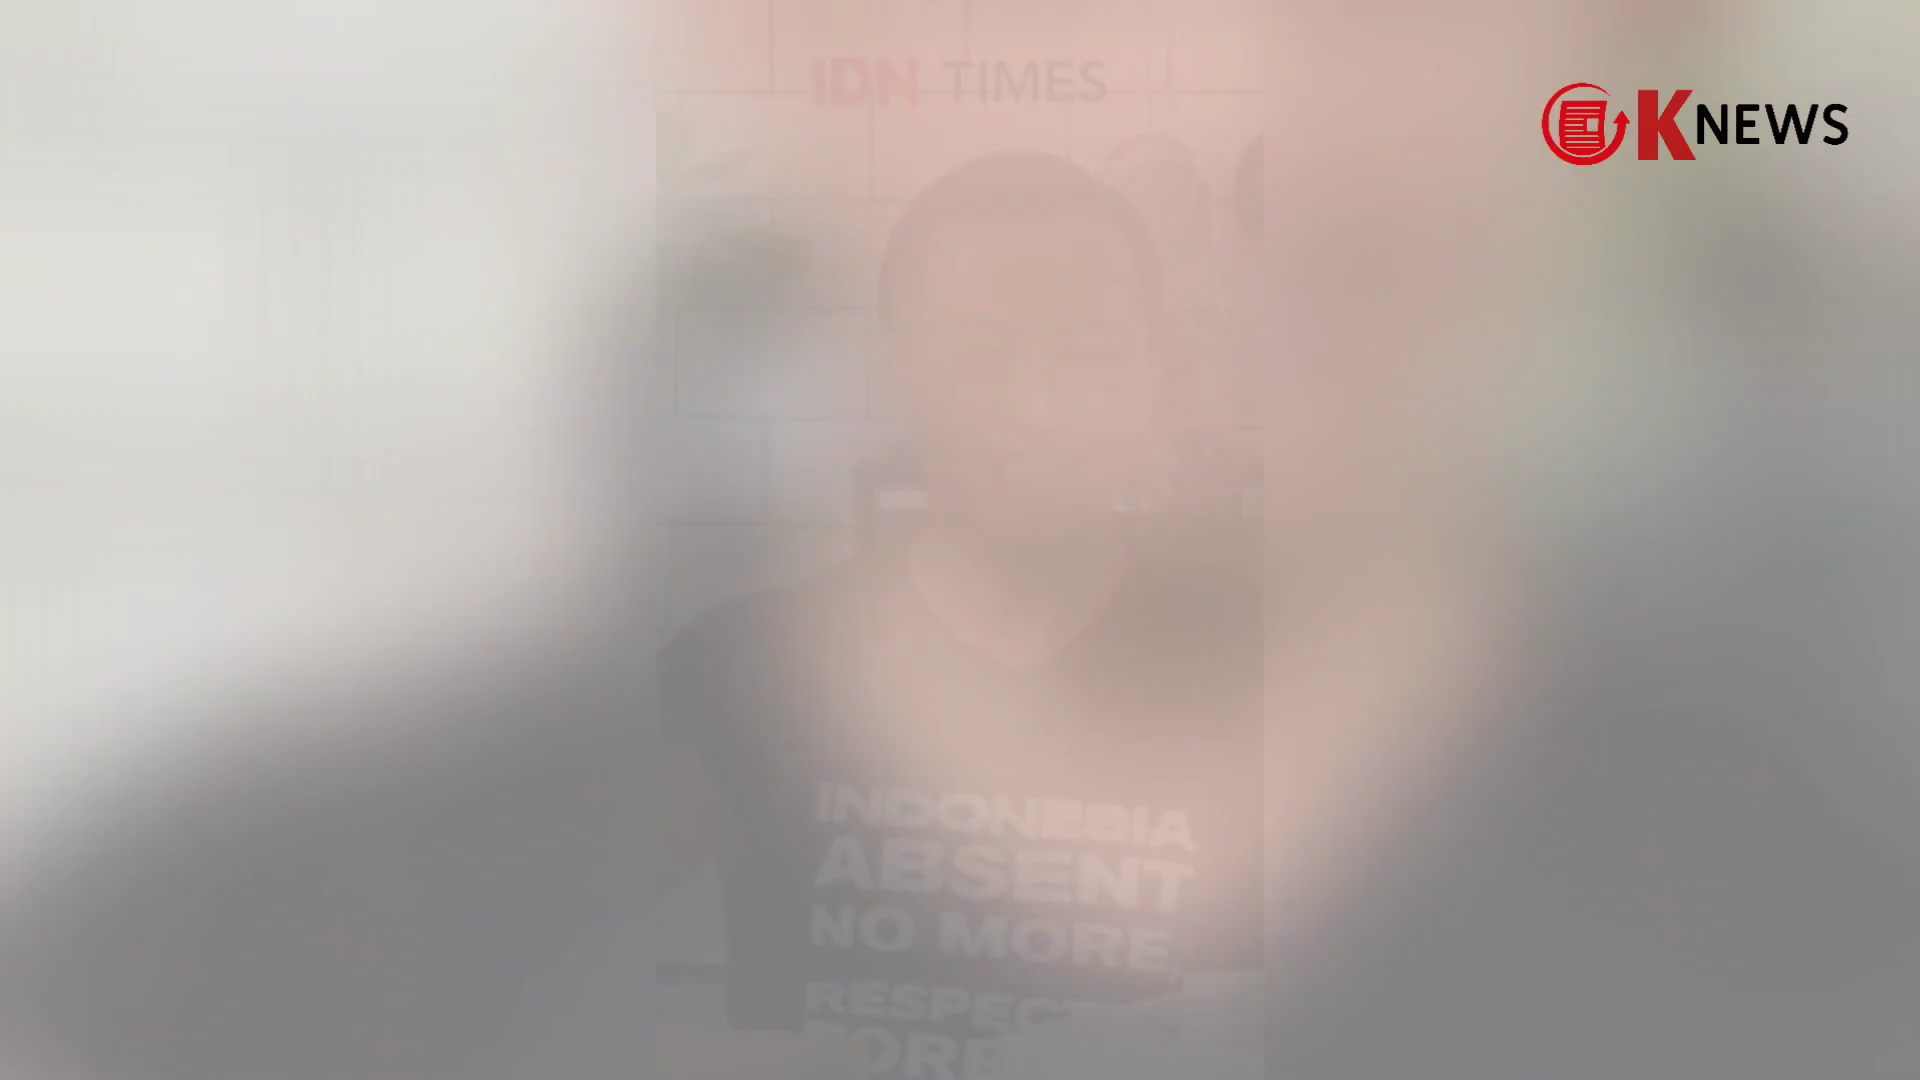 IDN TIMES
KNEWS
INDONESIA
ABSENT
NO MORE,